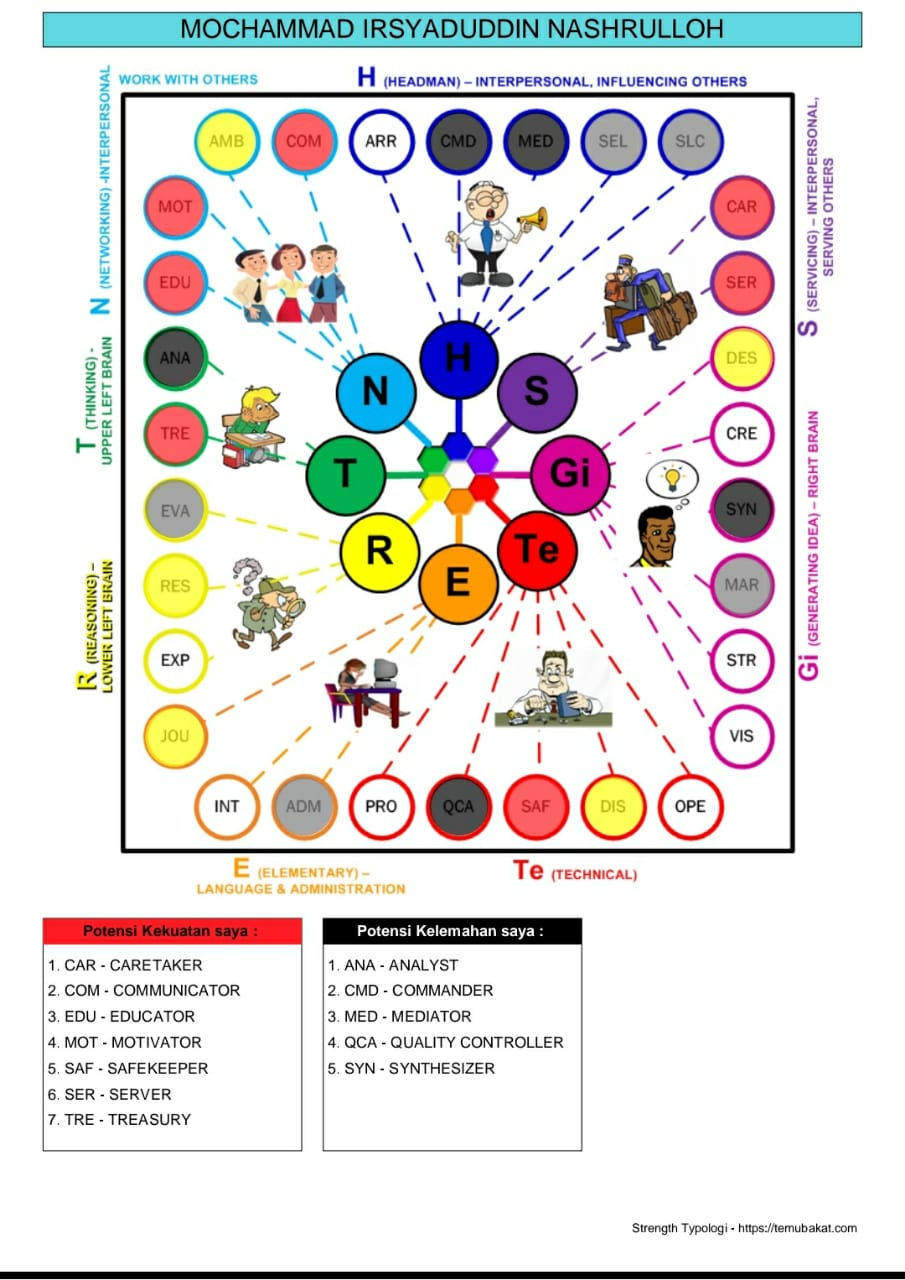 MOCHAMMAD IRSYADUDDIN NASHRULLOH
WORK WITH OTHERS
H (HEADMAN) – INTERPERSONAL, INFLUENCING OTHERS
N (NETWORKING) -INTERPERSONAL
S (SERVICING) – INTERPERSONAL,
SERVING OTHERS
AMB
COM
ARR
CMD
MED
SEL
SLC
MOT
CAR
EDU
SER
ANA
DES
TRE
CRE
EVA
SYN
RES
MAR
EXP
STR
JOU
VIS
T (THINKING) -
UPPER LEFT BRAIN
R (REASONING) –
LOWER LEFT BRAIN
Gi (GENERATING IDEA) – RIGHT BRAIN
H
N
S
T
Gi
R
Te
E
N
INT
ADM
PRO
QCA
SAF
DIS
OPE
E (ELEMENTARY) –
LANGUAGE & ADMINISTRATION
Te (TECHNICAL)
Potensi Kekuatan saya :
1. CAR - CARETAKER
2. COM - COMMUNICATOR
3. EDU - EDUCATOR
4. MOT - MOTIVATOR
5. SAF - SAFEKEEPER
6. SER - SERVER
7. TRE - TREASURY
Potensi Kelemahan saya :
1. ANA - ANALYST
2. CMD - COMMANDER
3. MED - MEDIATOR
4. QCA - QUALITY CONTROLLER
5. SYN - SYNTHESIZER
Strength Typologi - https://temubakat.com